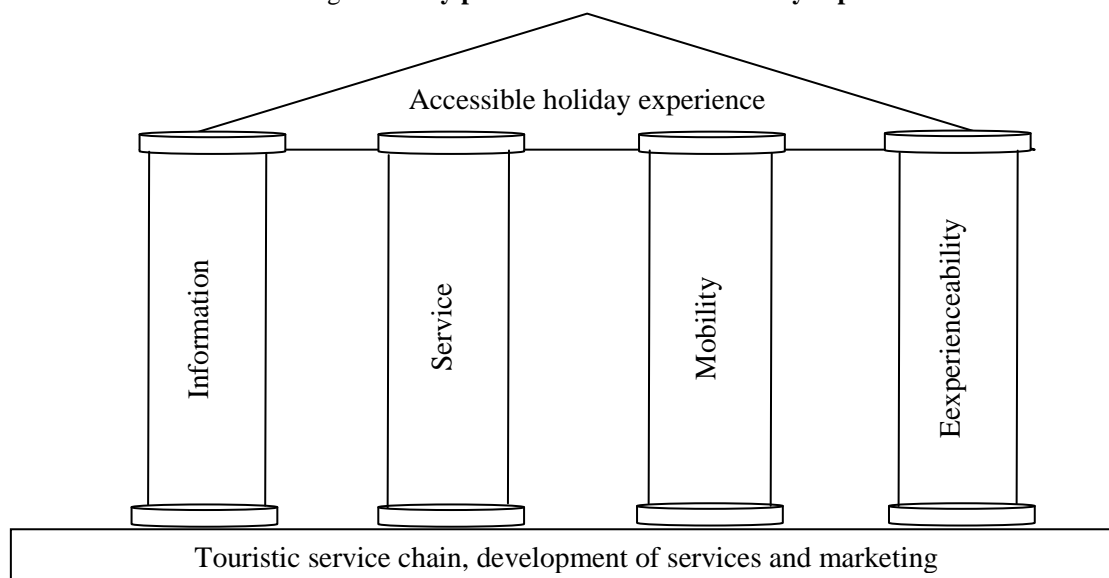 Accessible holiday experience
Information
Service
Mobility
Eexperienceability
Touristic service chain, development of services and marketing